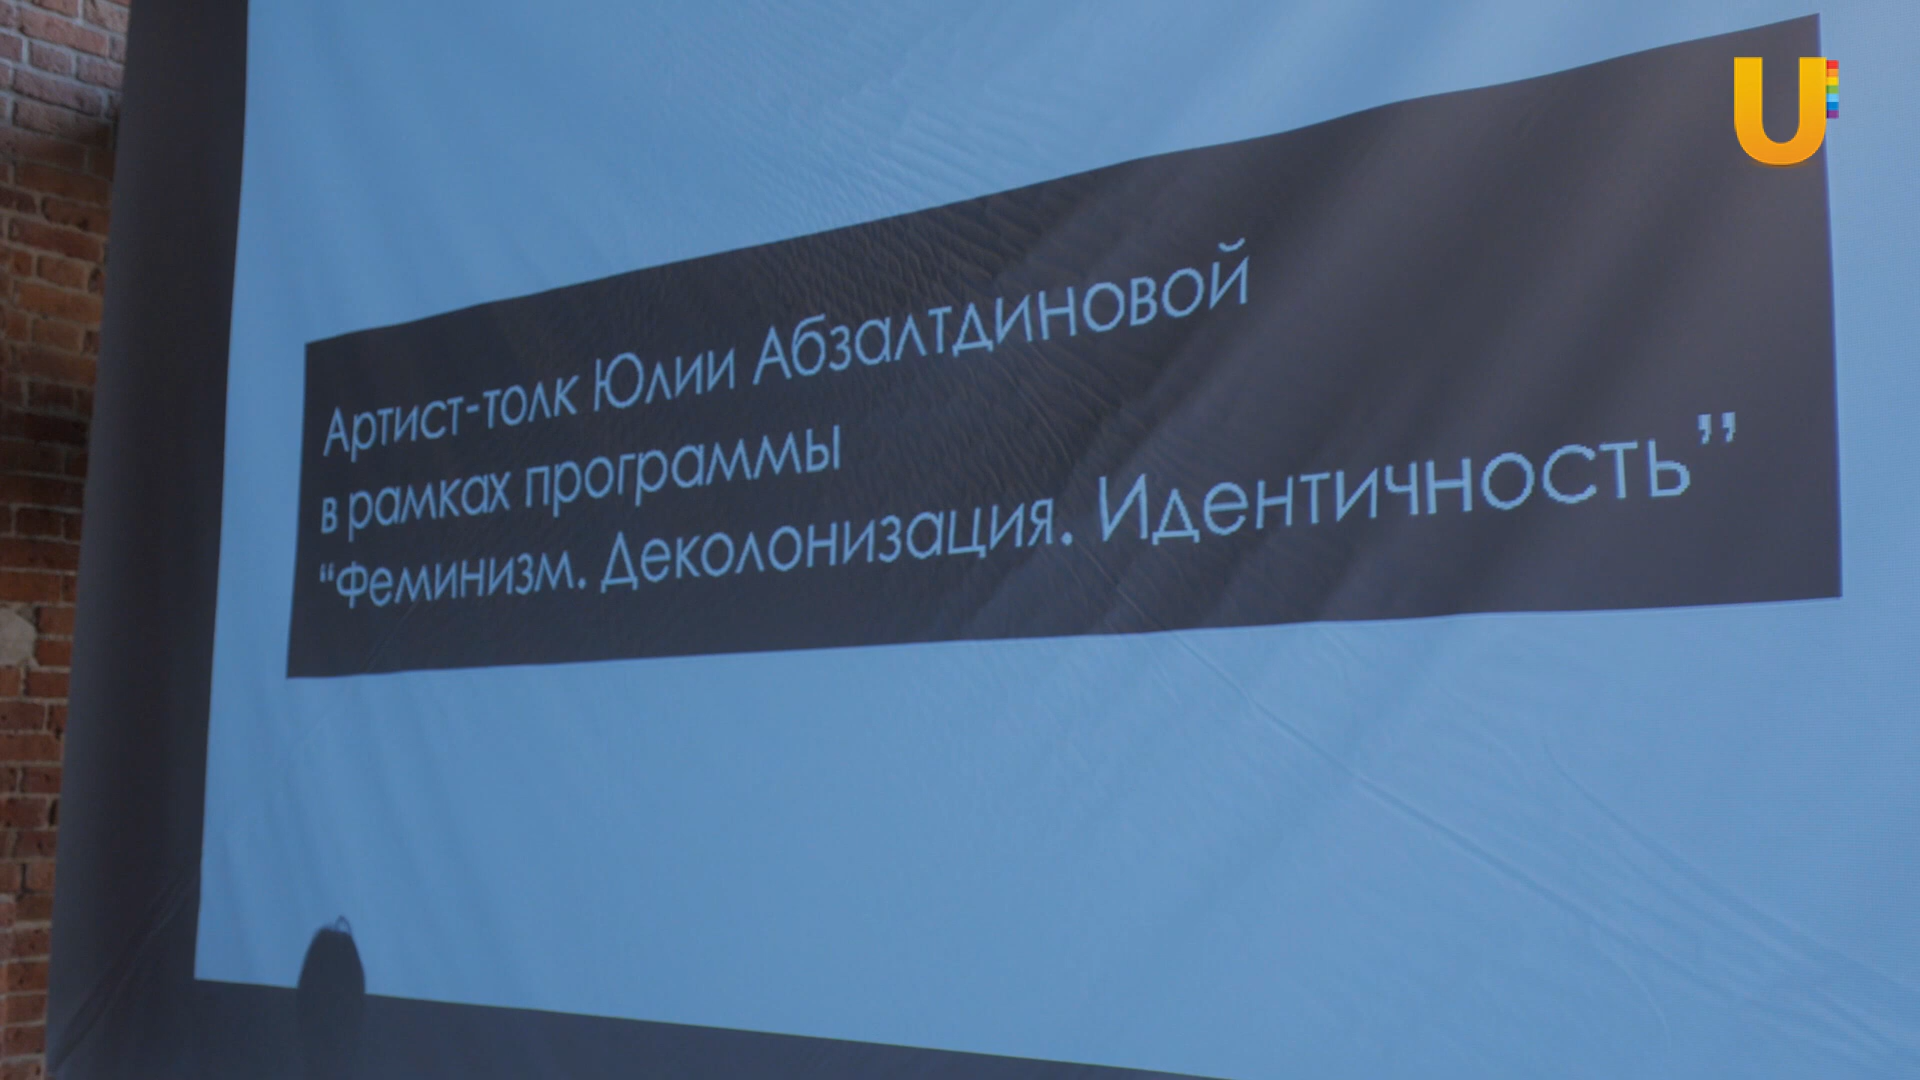 U
Артист-толк Юлии Абзалтдиновой
в рамках программы
“Феминизм. Деколонизация. Идентичность”